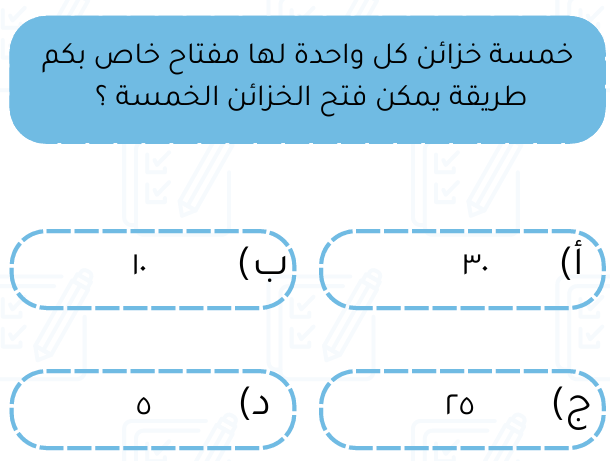 خمسة خزائن كل واحدة لها مفتاح خاص بكم
طريقة يمكن فتح الخزائن الخمسة ؟
أ) ٣٠
ب) ١٠
ج) ٢٥
د) ٥